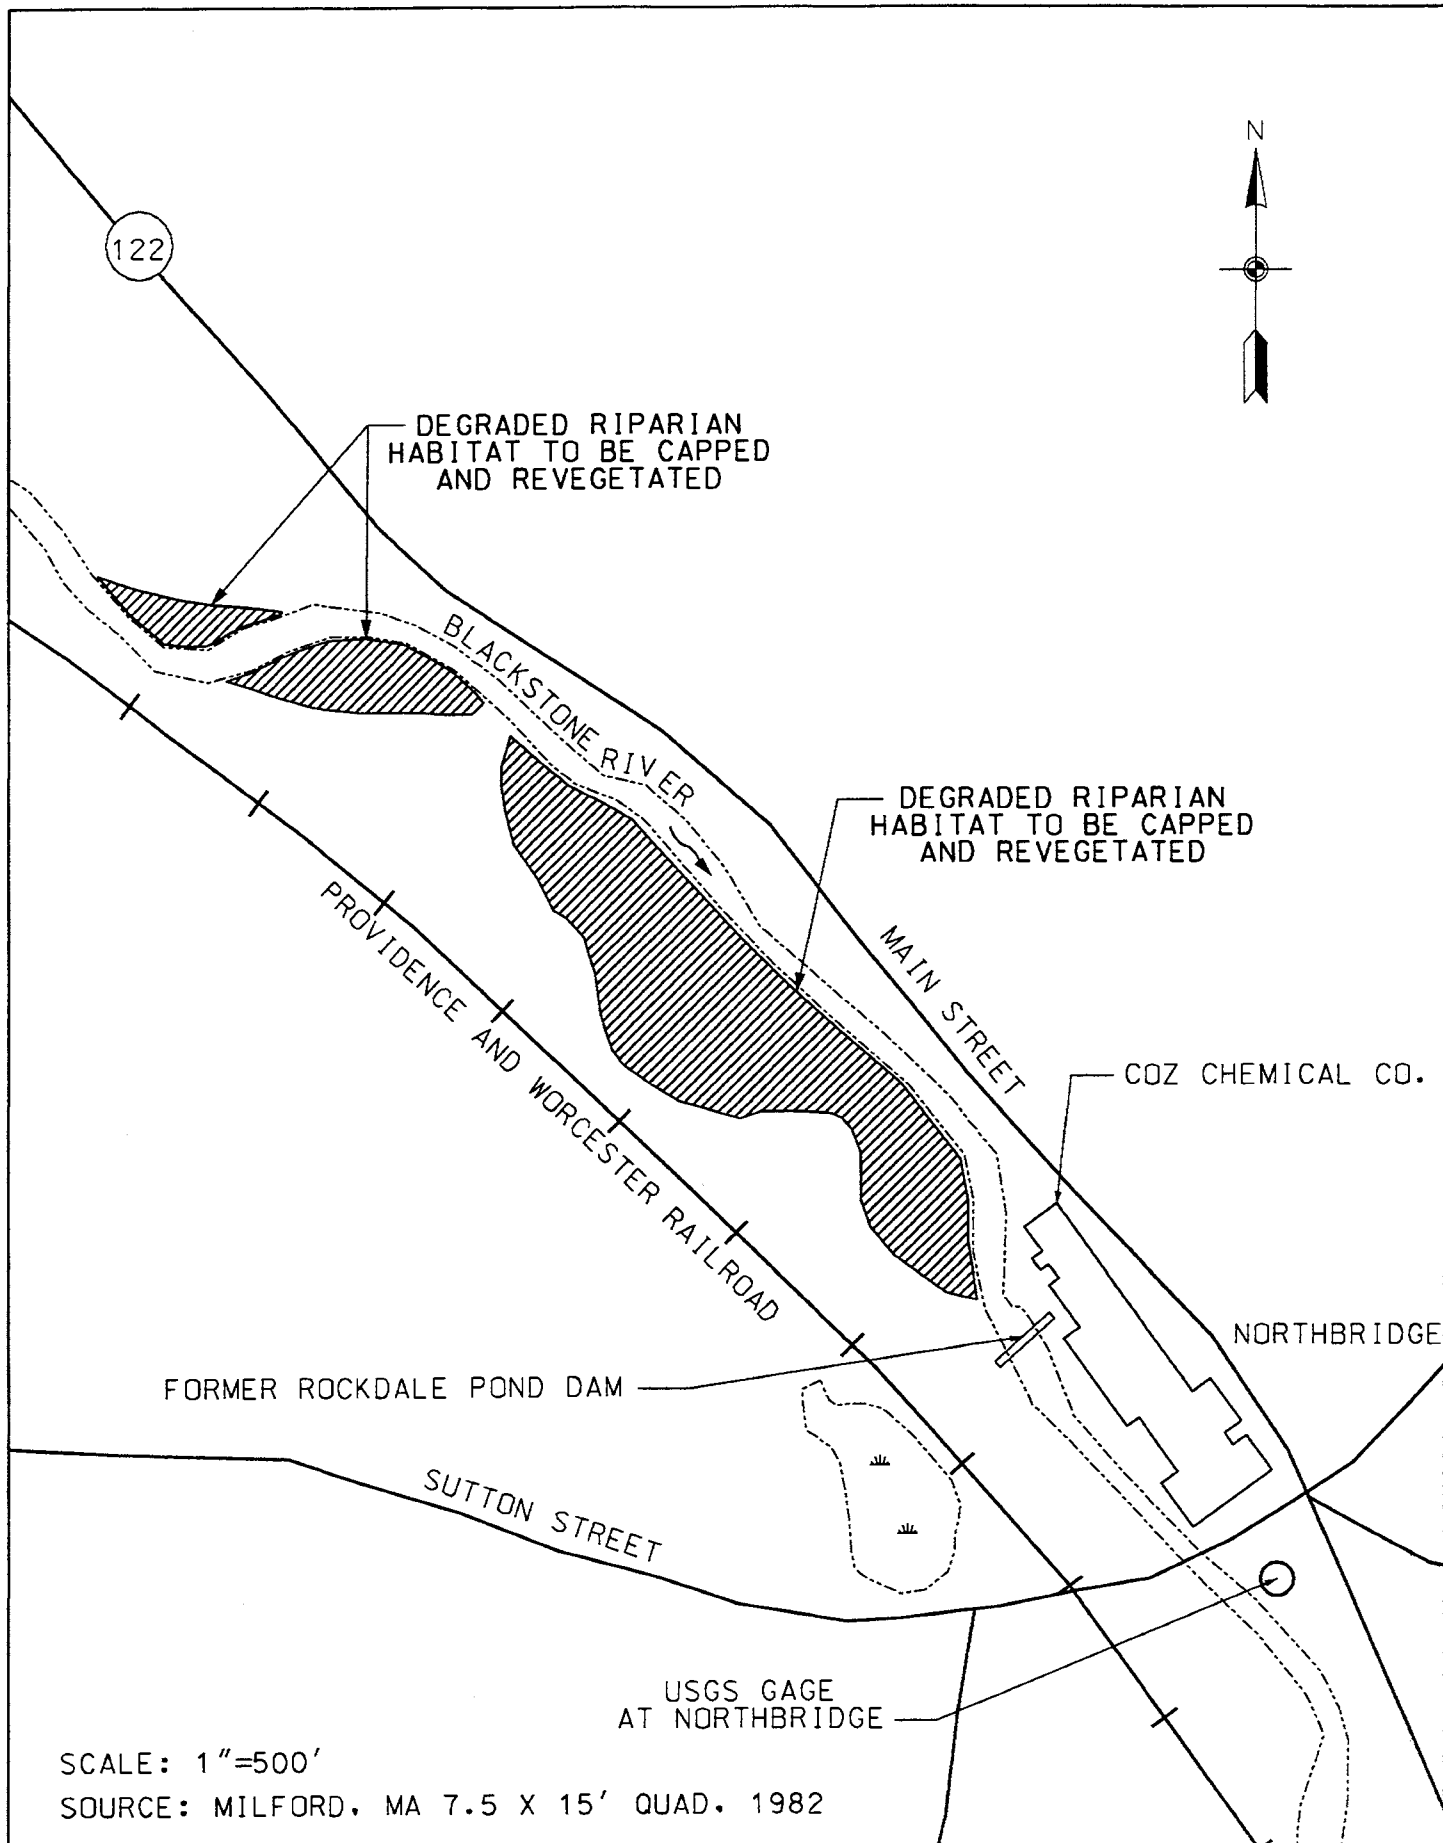 N
122
DEGRADED RIPARIAN
HABITAT TO BE CAPPED
AND REVEGETATED
BLACKSTONE RIVER
DEGRADED RIPARIAN
HABITAT TO BE CAPPED
AND REVEGETATED
PROVIDENCE AND WORCESTER RAILROAD
MAIN STREET
COZ CHEMICAL CO.
NORTHBRIDGE
FORMER ROCKDALE POND DAM
SUTTON STREET
USGS GAGE
AT NORTHBRIDGE
SCALE: 1"=500'
SOURCE: MILFORD, MA 7.5 X 15' QUAD. 1982